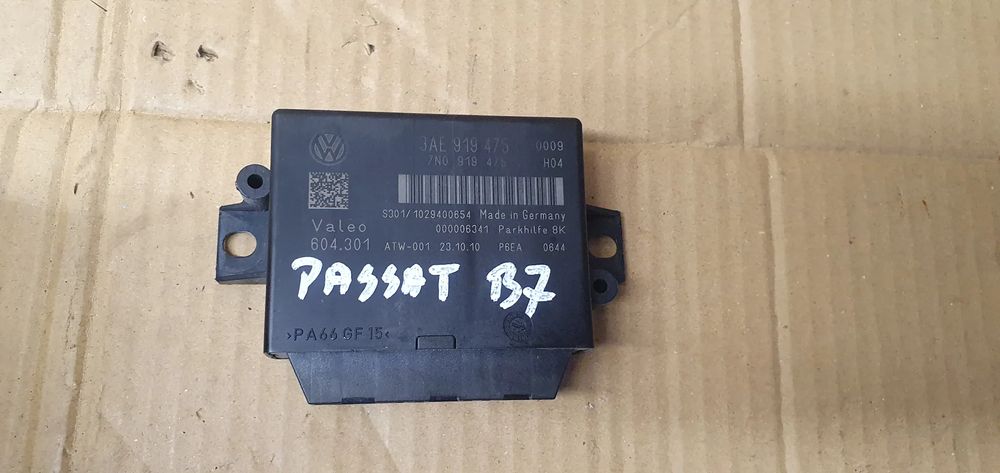 3AE 919 475 0009
7N0 919 475 H04
S301/1029400654 Made in Germany
Valeo 000006341 Parkhilfe 8K
604.301 ATW-001 23.10.10 P6EA 0644
PASSAT B7
>PA66 GF15<